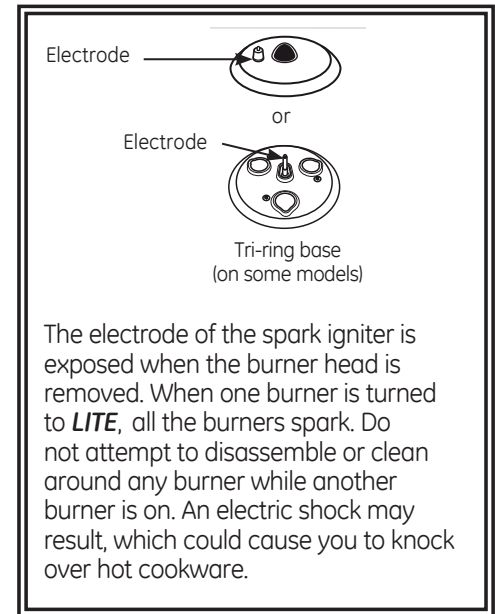 Electrode
or
Electrode
Tri-ring base
(on some models)
The electrode of the spark igniter is
exposed when the burner head is
removed. When one burner is turned
to LITE, all the burners spark. Do
not attempt to disassemble or clean
around any burner while another
burner is on. An electric shock may
result, which could cause you to knock
over hot cookware.